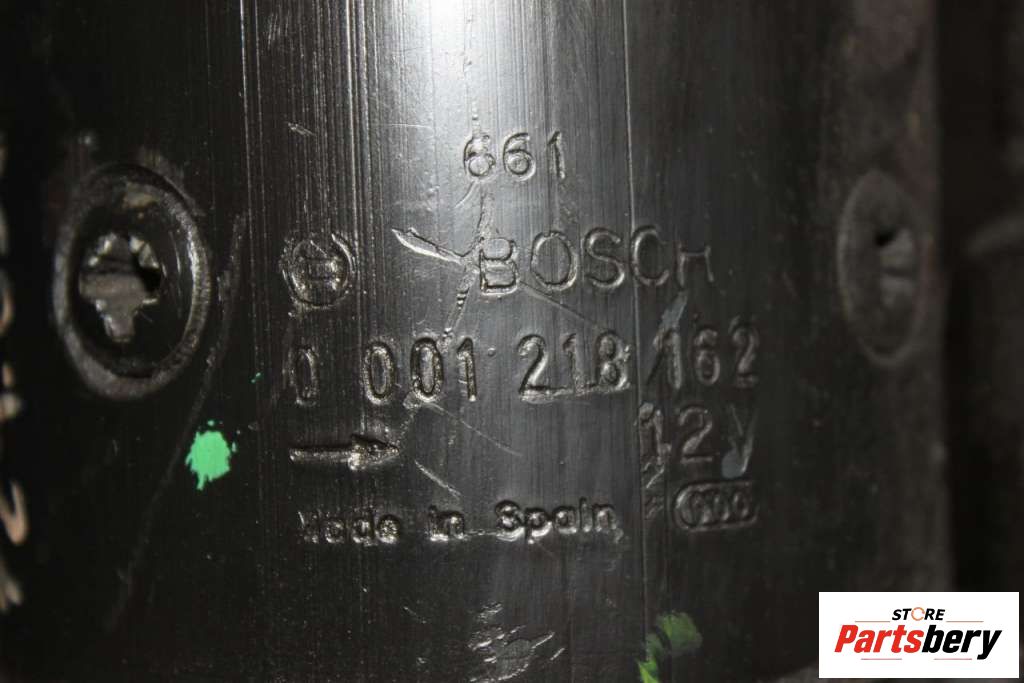 661
BOSCH
0 001 218 162
12V
Made in Spain
STORE
Partsbery